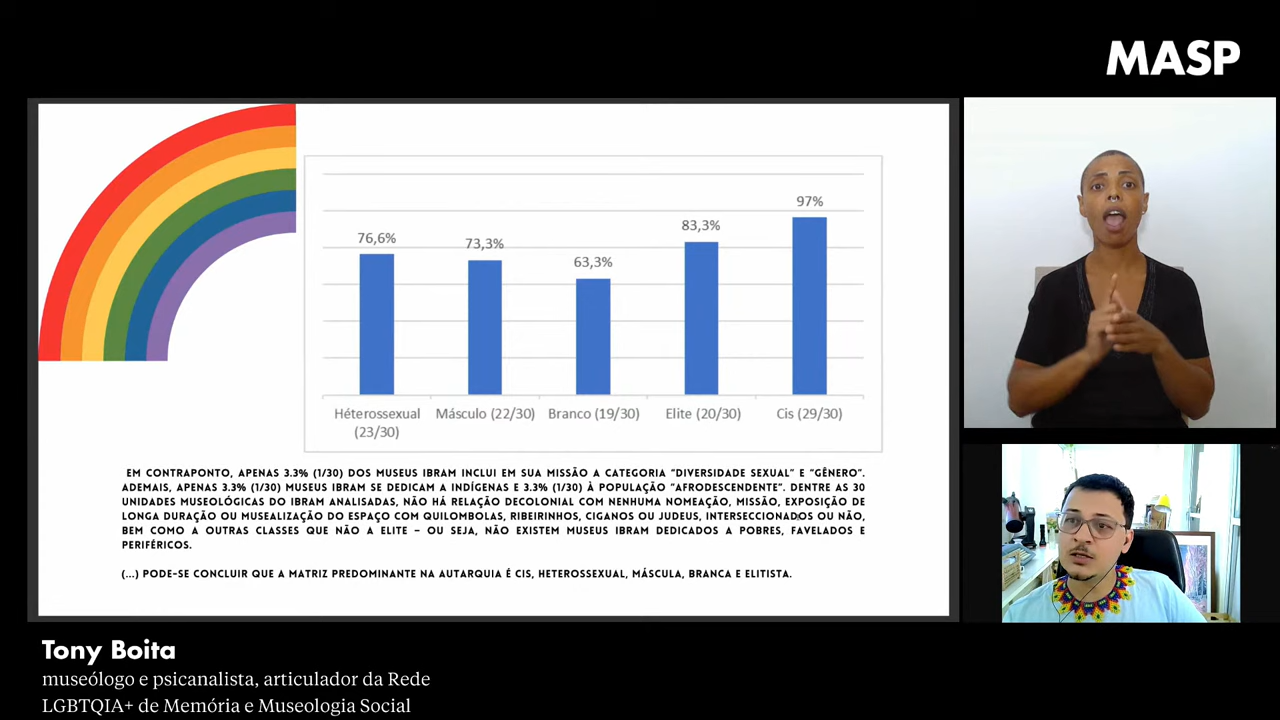 MASP
76,6%
73,3%
63,3%
83,3%
97%
Héterossexual
(23/30)
Másculo (22/30)
Branco (19/30)
Elite (20/30)
Cis (29/30)
EM CONTRAPONTO, APENAS 3.3% (1/30) DOS MUSEUS IBRAM INCLUI EM SUA MISSÃO A CATEGORIA “DIVERSIDADE SEXUAL” E “GÊNERO”.
ADEMAIS, APENAS 3.3% (1/30) MUSEUS IBRAM SE DEDICAM A INDÍGENAS E 3.3% (1/30) À POPULAÇÃO “AFRODESCENDENTE”. DENTRE AS 30
UNIDADES MUSEOLÓGICAS DO IBRAM ANALISADAS, NÃO HÁ RELAÇÃO DECOLONIAL COM NENHUMA NOMEAÇÃO, MISSÃO, EXPOSIÇÃO DE
LONGA DURAÇÃO OU MUSEALIZAÇÃO DO ESPAÇO COM QUILOMBOLAS, RIBEIRINHOS, CIGANOS OU JUDEUS, INTERSECCIONADOS OU NÃO,
BEM COMO A OUTRAS CLASSES QUE NÃO A ELITE – OU SEJA, NÃO EXISTEM MUSEUS IBRAM DEDICADOS A POBRES, FAVELADOS E
PERIFÉRICOS.
(...) PODE-SE CONCLUIR QUE A MATRIZ PREDOMINANTE NA AUTARQUIA É CIS, HETEROSSEXUAL, MÁSCULA, BRANCA E ELITISTA.
Tony Boita
museólogo e psicanalista, articulador da Rede
LGBTQIA+ de Memória e Museologia Social